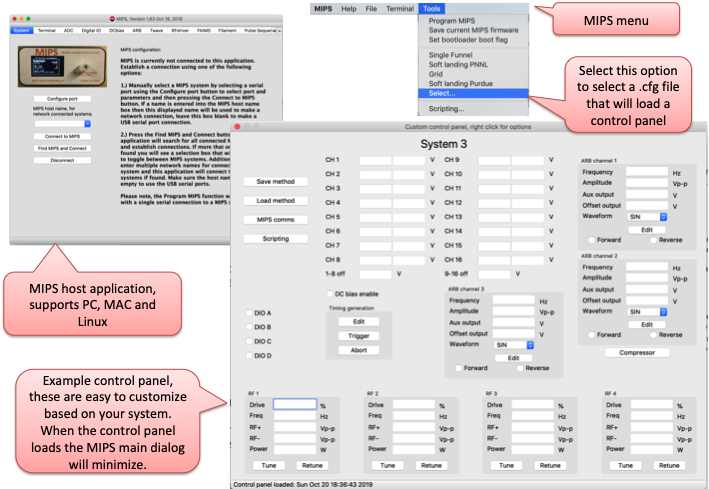 MIPS, Version 1.63 Oct 18, 2019
System Terminal ADC Digital ID DCbias ARB Twave RFdriver FAIMS Filament Pulse Sequence
MIPS
Configure port
MIPS host name, for
network connected systems.
Connect to MIPS
Find MIPS and Connect
Disconnect
MIPS configuration:
MIPS is currently not connected to this application.
Establish a connection using one of the following
options:
1.) Manually select a MIPS system by selecting a serial
port using the Configure port button to select port and
parameters and then pressing the Connect to MIPS
button. If a name is entered into the MIPS host name
box then this displayed name will be used to make a
network connection, leave this box blank to make a
USB serial port connection.
2.) Press the Find MIPS and Connect butt
application will search for all connected M
and establish connections. If more that o
found you will see a selection box that wi
to toggle between MIPS systems. Addition
enter multiple network names for connect
system and this application will connect t
systems if found. Make sure the host nam
empty to use the USB serial ports.
Please note, the Program MIPS function w
with a single serial connection to a MIPS
MIPS Help File Terminal Tools
Program MIPS
Save current MIPS firmware
Set bootloader boot flag
Single Funnel
Soft landing PNNL
Grid
Soft landing Purdue
Select...
Scripting...
MIPS menu
Select this option
to select a .cfg file
that will load a
control panel
MIPS host application,
supports PC, MAC and
Linux
Example control panel,
these are easy to customize
based on your system.
When the control panel
loads the MIPS main dialog
will minimize.
Custom control panel, right click for options
System 3
Save method
Load method
MIPS comms
Scripting
CH 1 V CH 9 V
CH 2 V CH 10 V
CH 3 V CH 11 V
CH 4 V CH 12 V
CH 5 V CH 13 V
CH 6 V CH 14 V
CH 7 V CH 15 V
CH 8 V CH 16 V
1-8 off V 9-16 off V
DC bias enable
DIO A
DIO B
DIO C
DIO D
Timing generation
Edit
Trigger
Abort
ARB channel 1
Frequency Hz
Amplitude Vp-p
Aux output V
Offset output V
Waveform SIN
Edit
Forward Reverse
ARB channel 2
Frequency Hz
Amplitude Vp-p
Aux output V
Offset output V
Waveform SIN
Edit
Forward Reverse
ARB channel 3
Frequency Hz
Amplitude Vp-p
Aux output V
Offset output V
Waveform SIN
Edit
Forward Reverse
Compressor
RF 1
Drive %
Freq Hz
RF+ Vp-p
RF- Vp-p
Power W
Tune Retune
RF 2
Drive %
Freq Hz
RF+ Vp-p
RF- Vp-p
Power W
Tune Retune
RF 3
Drive %
Freq Hz
RF+ Vp-p
RF- Vp-p
Power W
Tune Retune
RF 4
Drive %
Freq Hz
RF+ Vp-p
RF- Vp-p
Power W
Tune Retune
Control panel loaded: Sun Oct 20 18:36:43 2019